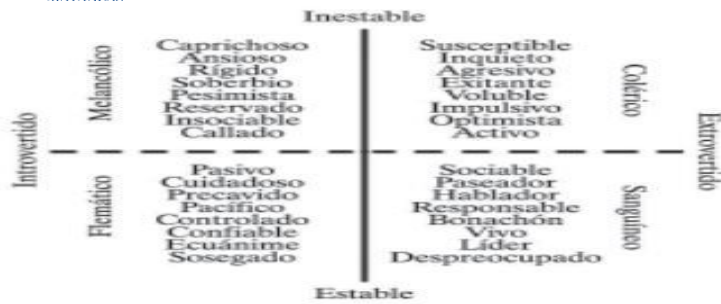 Inestable
Melancólico
Caprichoso
Ansioso
Rígido
Soberbio
Pesimista
Reservado
Insociable
Callado
Susceptible
Inquieto
Agresivo
Exitante
Voluble
Impulsivo
Optimista
Activo
Colérico
Introvertido
Extrovertido
Flemático
Pasivo
Cuidadoso
Precavido
Pacífico
Controlado
Confiable
Ecuánime
Sosegado
Sociable
Paseador
Hablador
Responsable
Bonachón
Vivo
Líder
Despreocupado
Sanguíneo
Estable